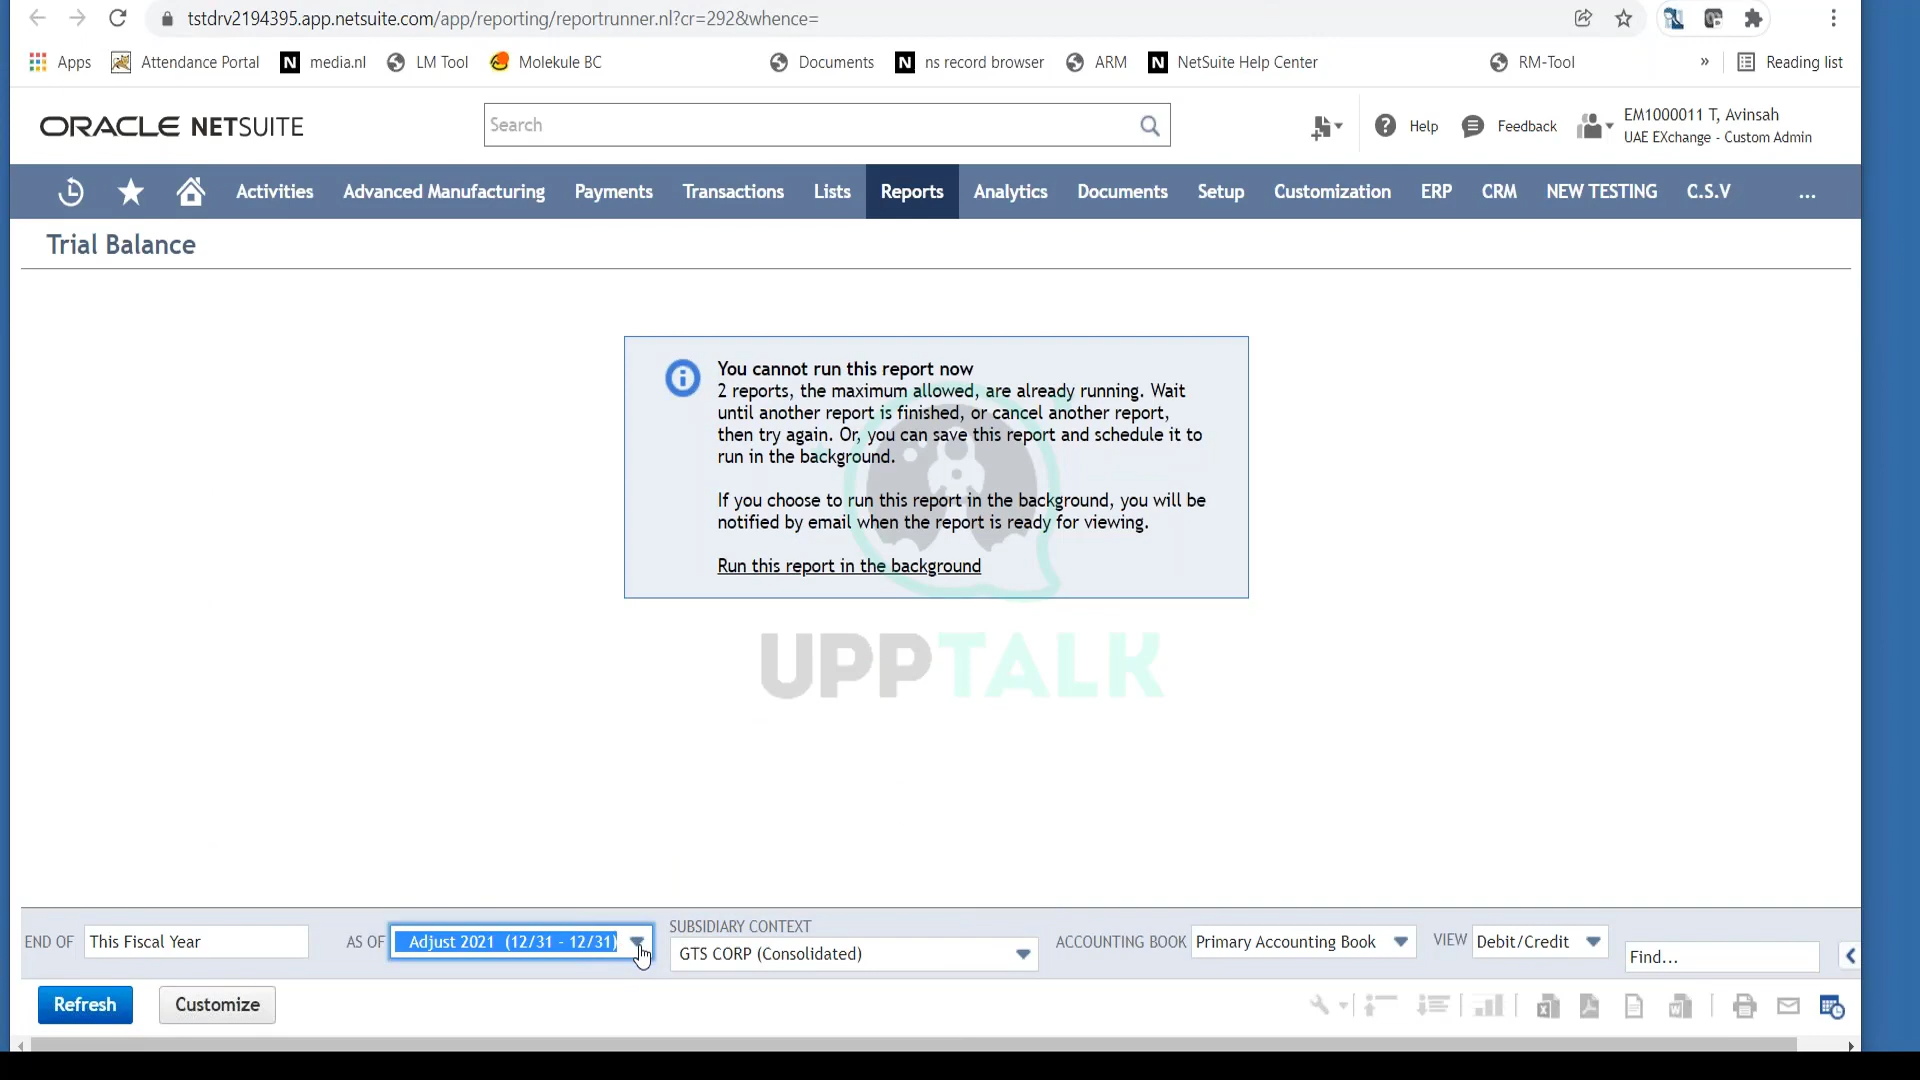 tstdrv2194395.app.netsuite.com/app/reporting/reportrunner.nl?cr=292&whence=
Apps Attendance Portal N media.nl LM Tool Molekule BC Documents N ns record browser ARM N NetSuite Help Center RM-Tool » Reading list
ORACLE NETSUITE
Search
Help
Feedback
EM1000011 T, Avinsah
UAE EXchange - Custom Admin
Activities Advanced Manufacturing Payments Transactions Lists Reports Analytics Documents Setup Customization ERP CRM NEW TESTING C.S.V ...
Trial Balance
You cannot run this report now
2 reports, the maximum allowed, are already running. Wait
until another report is finished, or cancel another report,
then try again. Or, you can save this report and schedule it to
run in the background.
If you choose to run this report in the background, you will be
notified by email when the report is ready for viewing.
Run this report in the background
UPPTALK
END OF This Fiscal Year
AS OF Adjust 2021 (12/31 - 12/31)
SUBSIDIARY CONTEXT
GTS CORP (Consolidated)
ACCOUNTING BOOK Primary Accounting Book
VIEW Debit/Credit
Find...
Refresh Customize